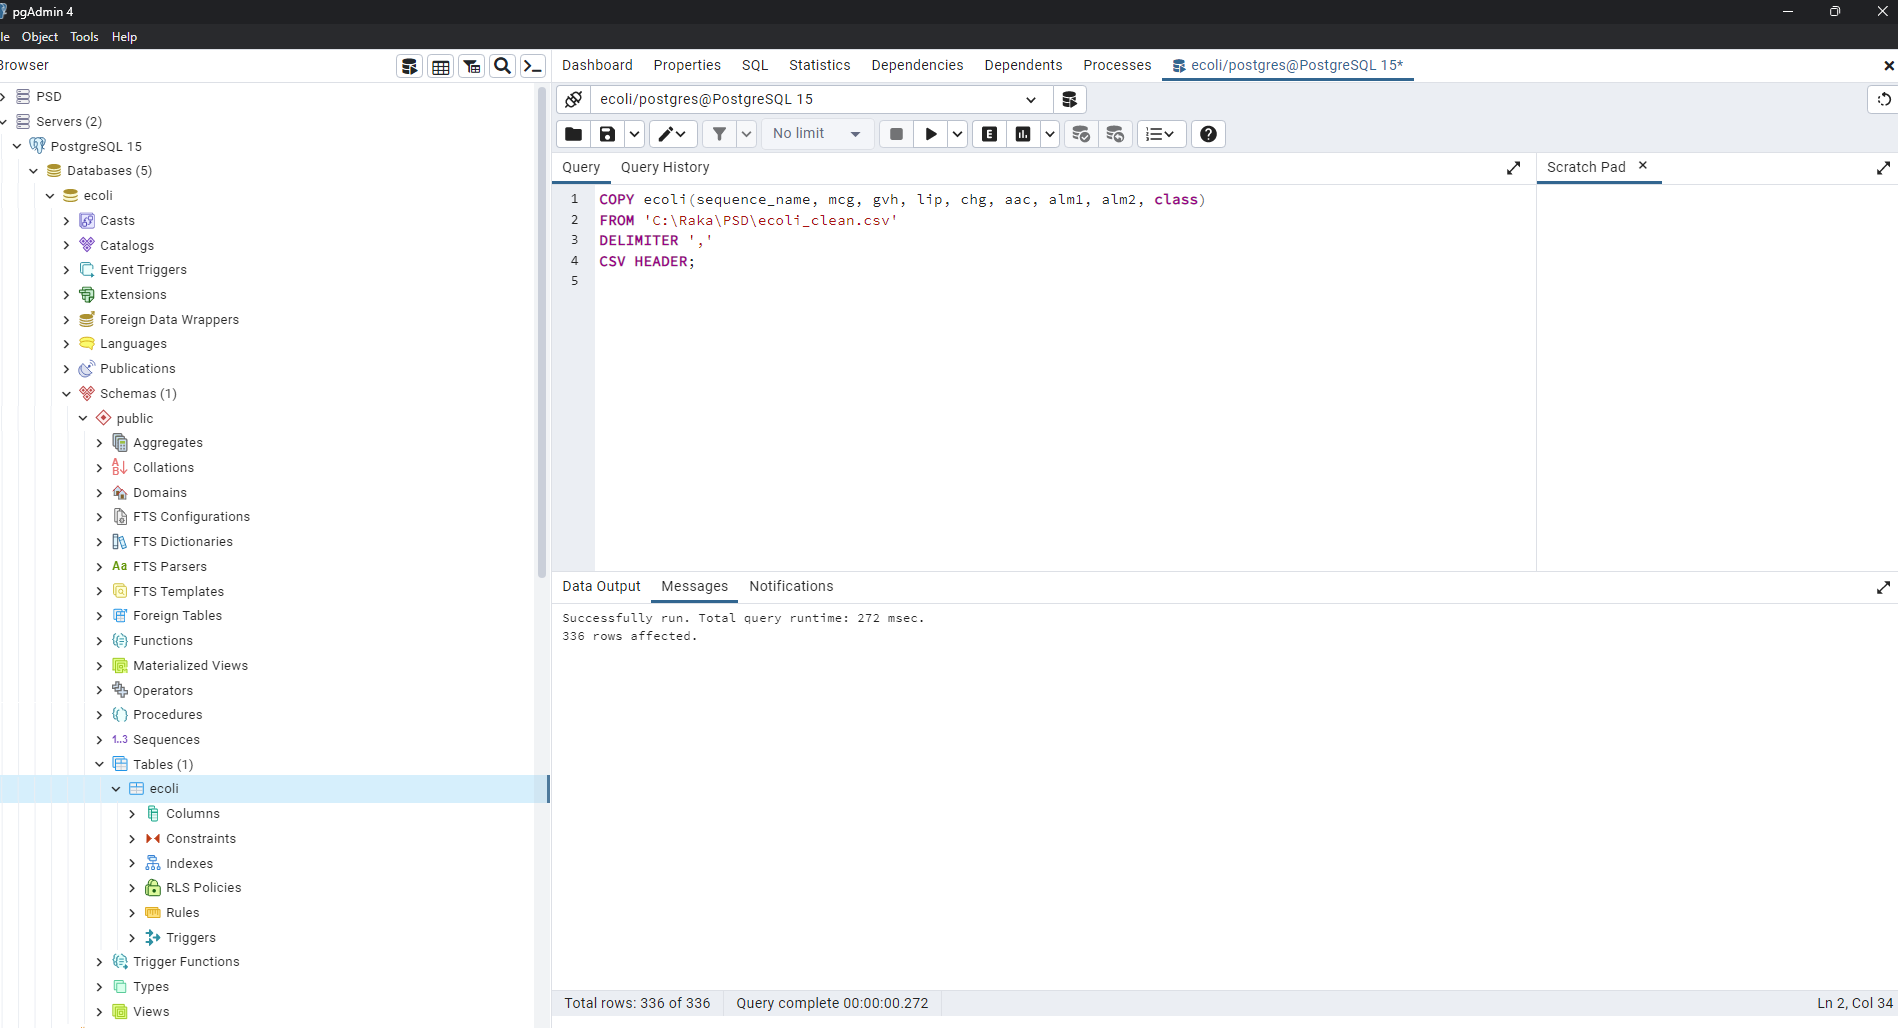 pgAdmin 4
le Object Tools Help
Browser
Dashboard Properties SQL Statistics Dependencies Dependents Processes ecoli/postgres@PostgreSQL 15*
PSD
Servers (2)
PostgreSQL 15
Databases (5)
ecoli
Casts
Catalogs
Event Triggers
Extensions
Foreign Data Wrappers
Languages
Publications
Schemas (1)
public
Aggregates
Collations
Domains
FTS Configurations
FTS Dictionaries
Aa FTS Parsers
FTS Templates
Foreign Tables
Functions
Materialized Views
Operators
Procedures
1..3 Sequences
Tables (1)
ecoli
Columns
Constraints
Indexes
RLS Policies
Rules
Triggers
Trigger Functions
Types
Views
ecoli/postgres@PostgreSQL 15
No limit
E
Query Query History
Scratch Pad
1 COPY ecoli(sequence_name, mcg, gvh, lip, chg, aac, alm1, alm2, class)
2 FROM 'C:\Raka\PSD\ecoli_clean.csv'
3 DELIMITER ','
4 CSV HEADER;
5
Data Output Messages Notifications
Successfully run. Total query runtime: 272 msec.
336 rows affected.
Total rows: 336 of 336 Query complete 00:00:00.272 Ln 2, Col 34